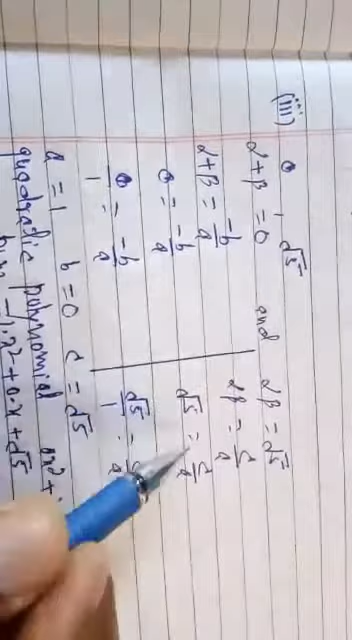 (iii) 0, √5
α+β = 0 and αβ = √5
α+β = -b/a αβ = c/a
0 = -b/a √5 = c/a
0/1 = -b/a √5/1 =
a = 1 b = 0 c = √5
quadratic polynomial ax² +
1·x² + 0·x + √5